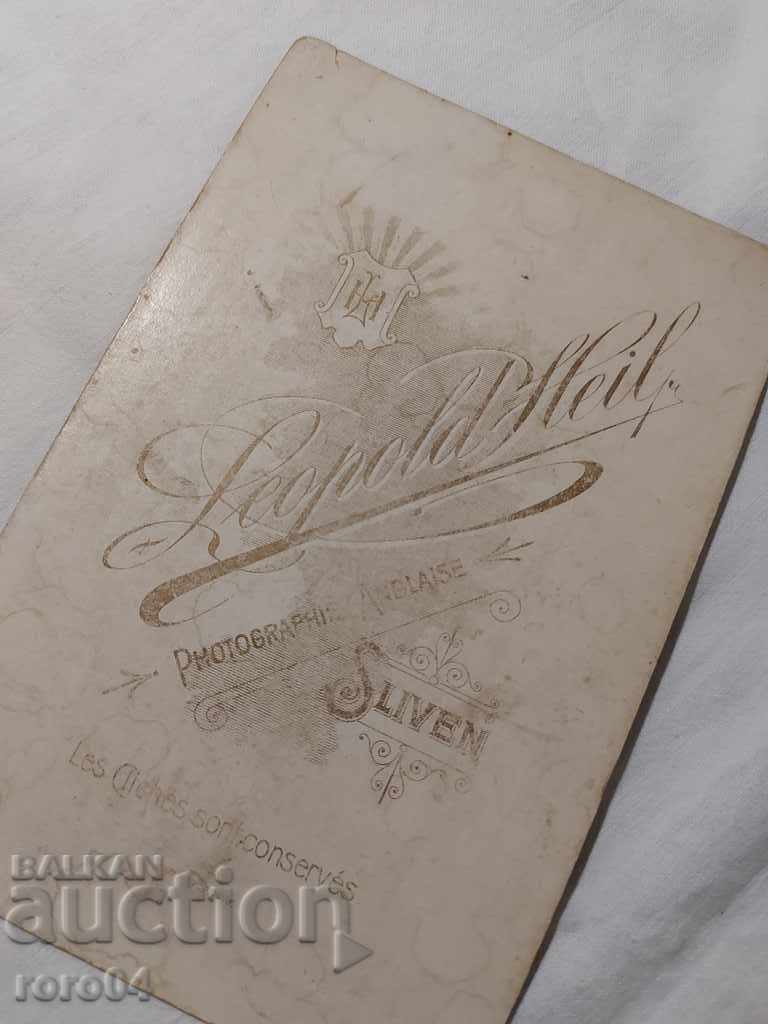 LH
Leopold Heil
PHOTOGRAPHIE ANGLAISE
SLIVEN
Les Clichés sont conservés
BALKAN
auction
roro04